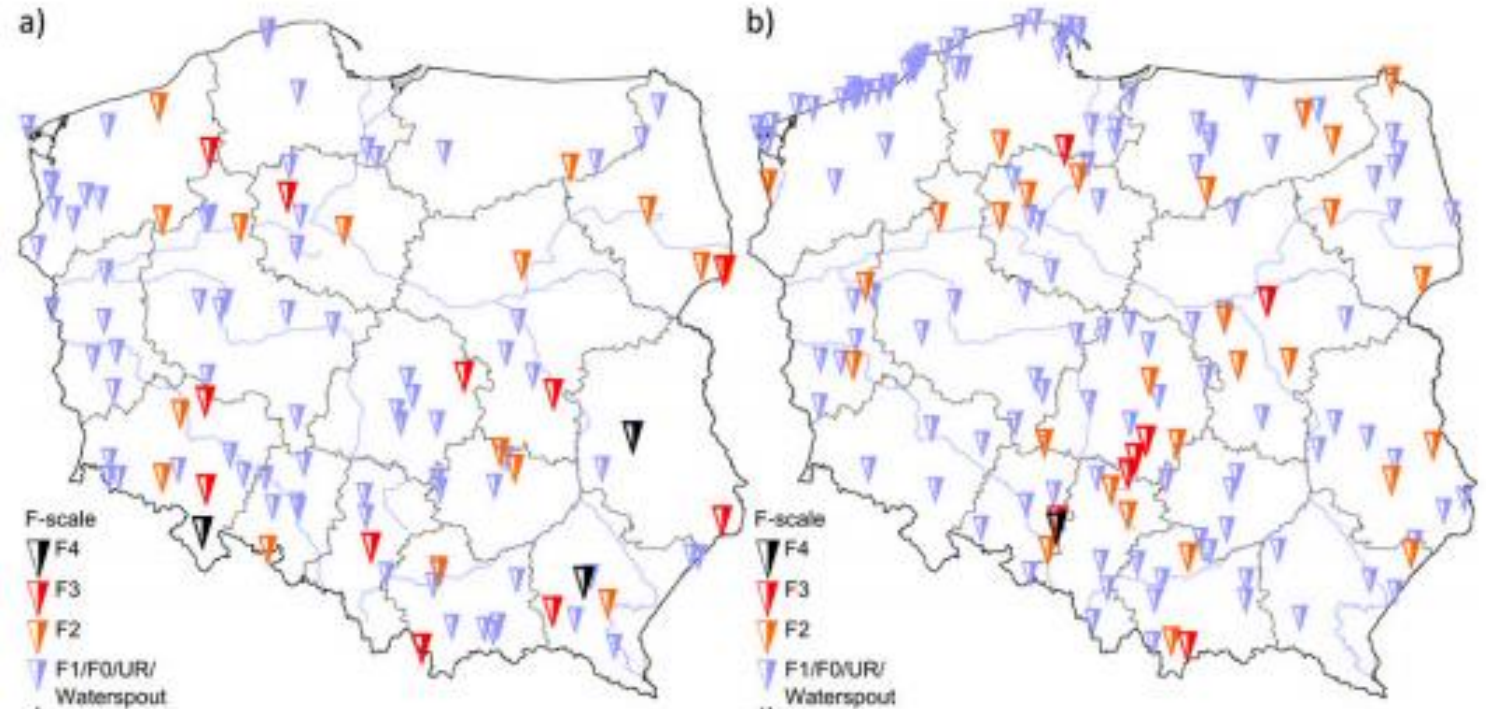 a)
F-scale
F4
F3
F2
F1/F0/UR/
Waterspout
b)
F-scale
F4
F3
F2
F1/F0/UR/
Waterspout